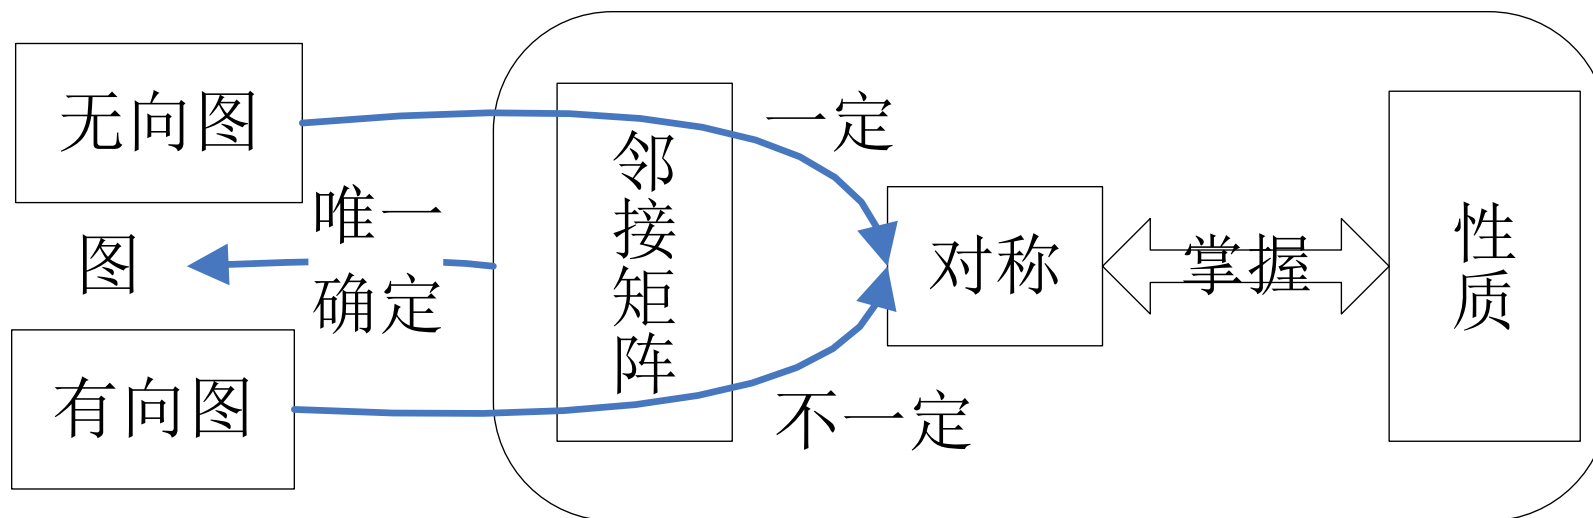 无向图
图
有向图
唯一
确定
邻接矩阵
一定
不一定
对称
掌握
性质